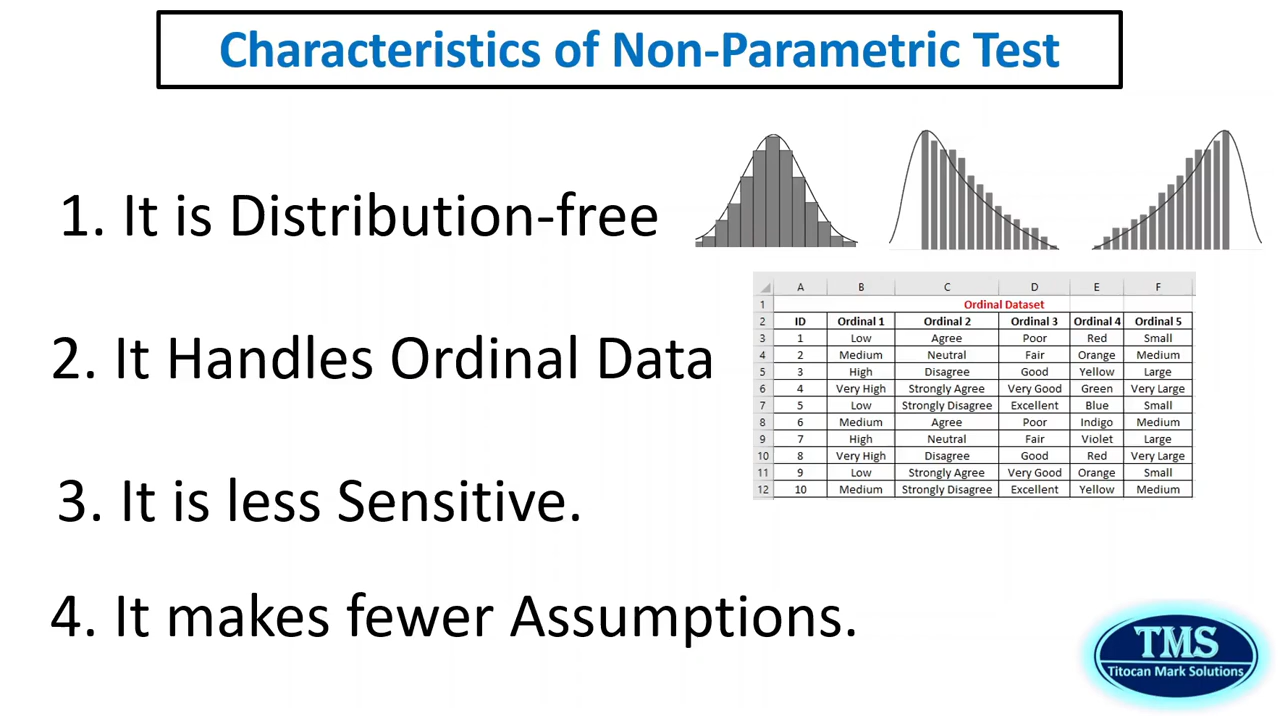 Characteristics of Non-Parametric Test
1. It is Distribution-free
2. It Handles Ordinal Data
A B C D E F
1 Ordinal Dataset
2 ID Ordinal 1 Ordinal 2 Ordinal 3 Ordinal 4 Ordinal 5
3 1 Low Agree Poor Red Small
4 2 Medium Neutral Fair Orange Medium
5 3 High Disagree Good Yellow Large
6 4 Very High Strongly Agree Very Good Green Very Large
7 5 Low Strongly Disagree Excellent Blue Small
8 6 Medium Agree Poor Indigo Medium
9 7 High Neutral Fair Violet Large
10 8 Very High Disagree Good Red Very Large
11 9 Low Strongly Agree Very Good Orange Small
12 10 Medium Strongly Disagree Excellent Yellow Medium
3. It is less Sensitive.
4. It makes fewer Assumptions.
TMS
Titocan Mark Solutions